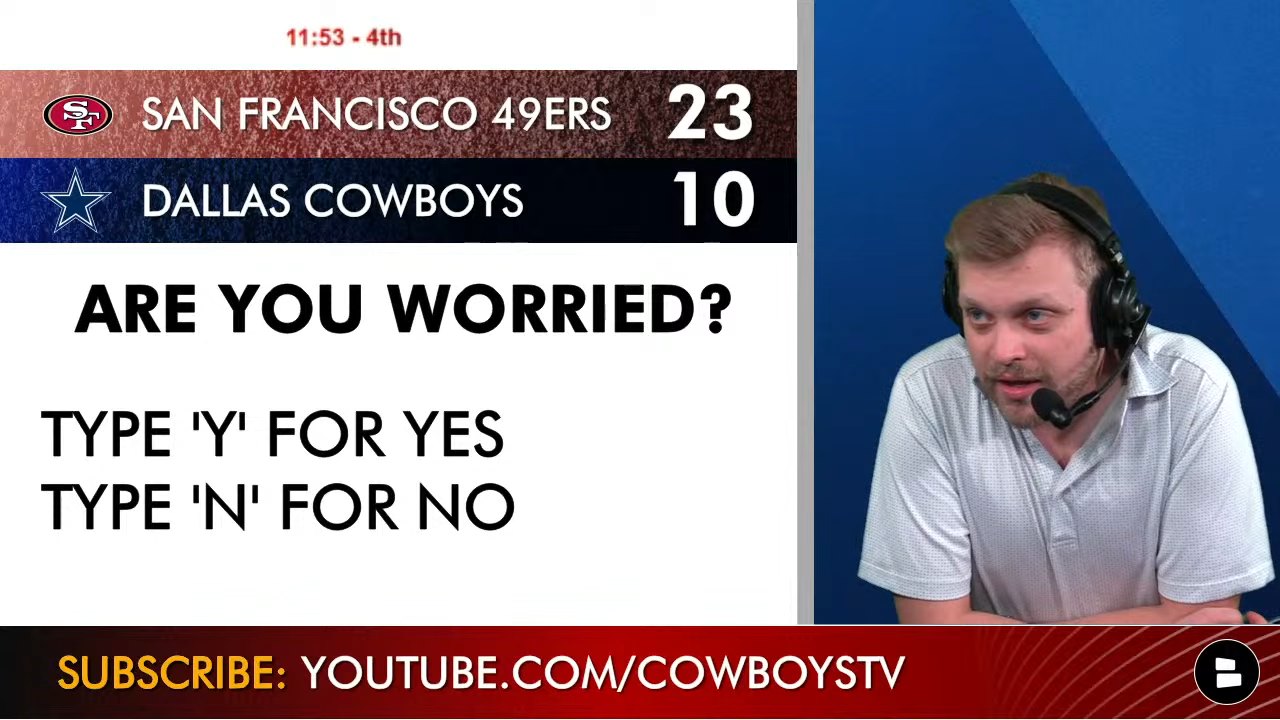 11:53 - 4th
SF SAN FRANCISCO 49ERS 23
DALLAS COWBOYS 10
ARE YOU WORRIED?
TYPE 'Y' FOR YES
TYPE 'N' FOR NO
SUBSCRIBE: YOUTUBE.COM/COWBOYSTV